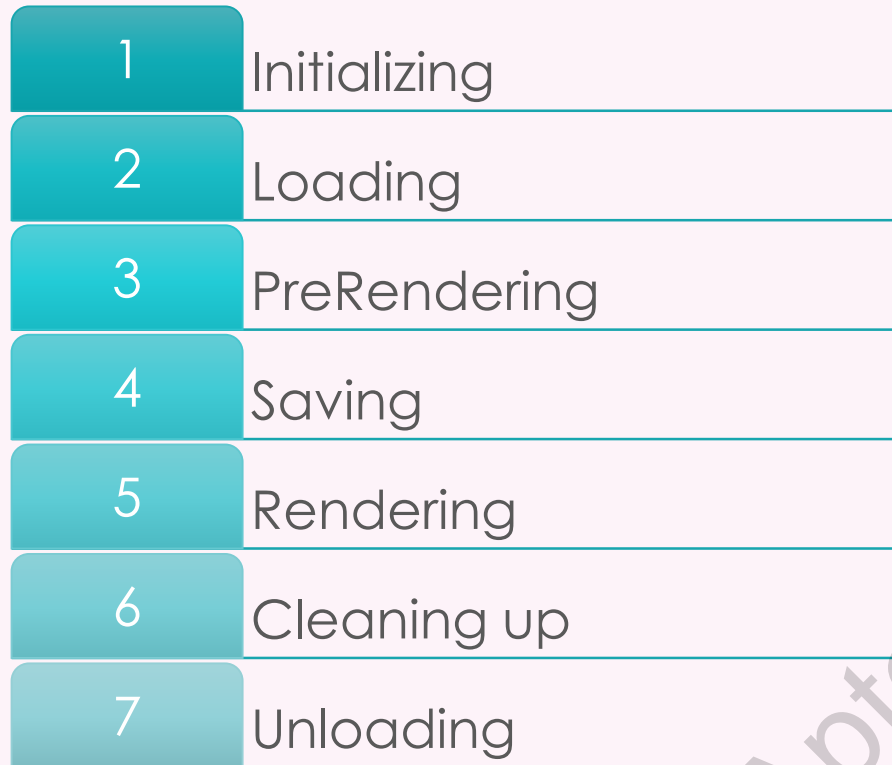 1 Initializing
2 Loading
3 PreRendering
4 Saving
5 Rendering
6 Cleaning up
7 Unloading